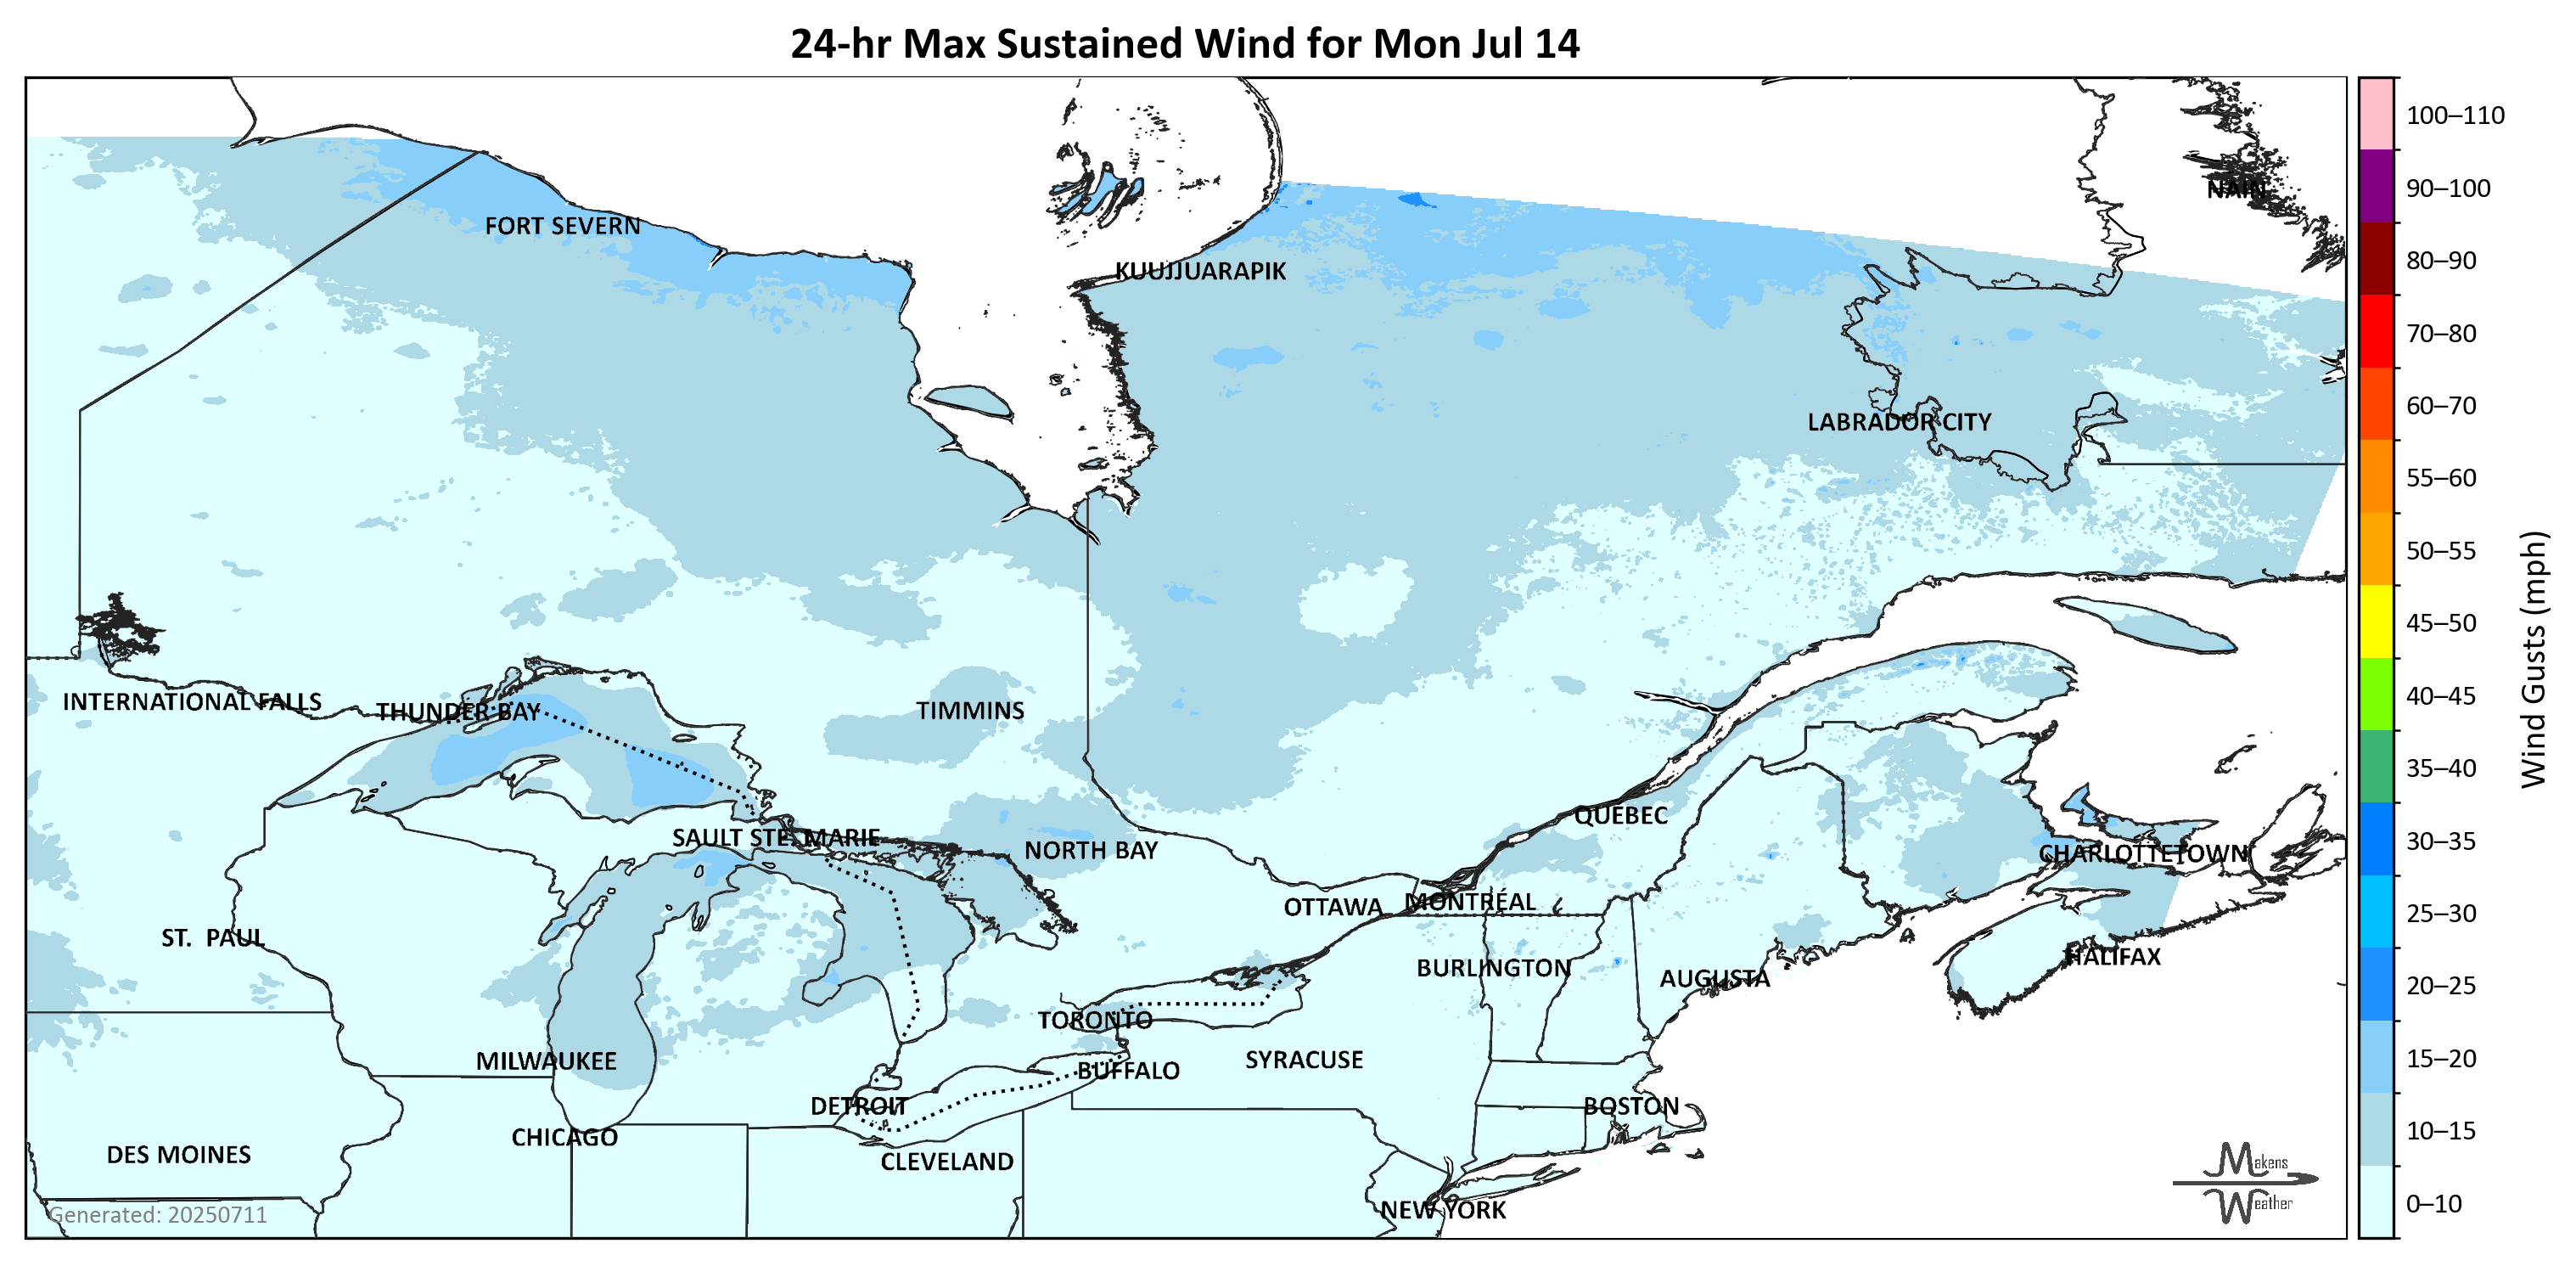 24-hr Max Sustained Wind for Mon Jul 14
100–110
90–100
NAIN
FORT SEVERN
80–90
KUUJJUARAPIK
70–80
60–70
LABRADOR CITY
55–60
50–55
45–50
40–45
INTERNATIONAL FALLS
THUNDER BAY
TIMMINS
35–40
QUEBEC
SAULT STE. MARIE
30–35
NORTH BAY
CHARLOTTETOWN
MONTRÉAL
OTTAWA
25–30
ST. PAUL
HALIFAX
BURLINGTON
AUGUSTA
20–25
TORONTO
SYRACUSE
MILWAUKEE
15–20
BUFFALO
DETROIT
BOSTON
10–15
CHICAGO
DES MOINES
CLEVELAND
Makens
Weather
0–10
NEW YORK
Generated: 20250711
Wind Gusts (mph)